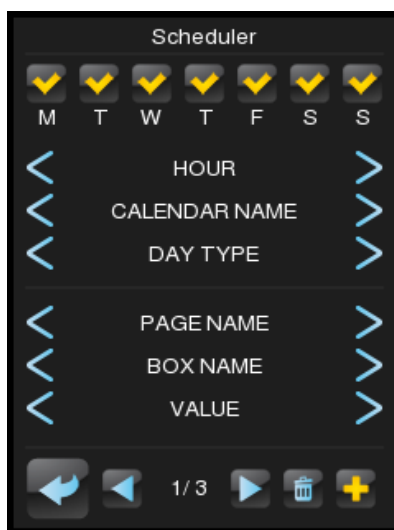 Scheduler
M T W T F S S
HOUR
CALENDAR NAME
DAY TYPE
PAGE NAME
BOX NAME
VALUE
1/ 3